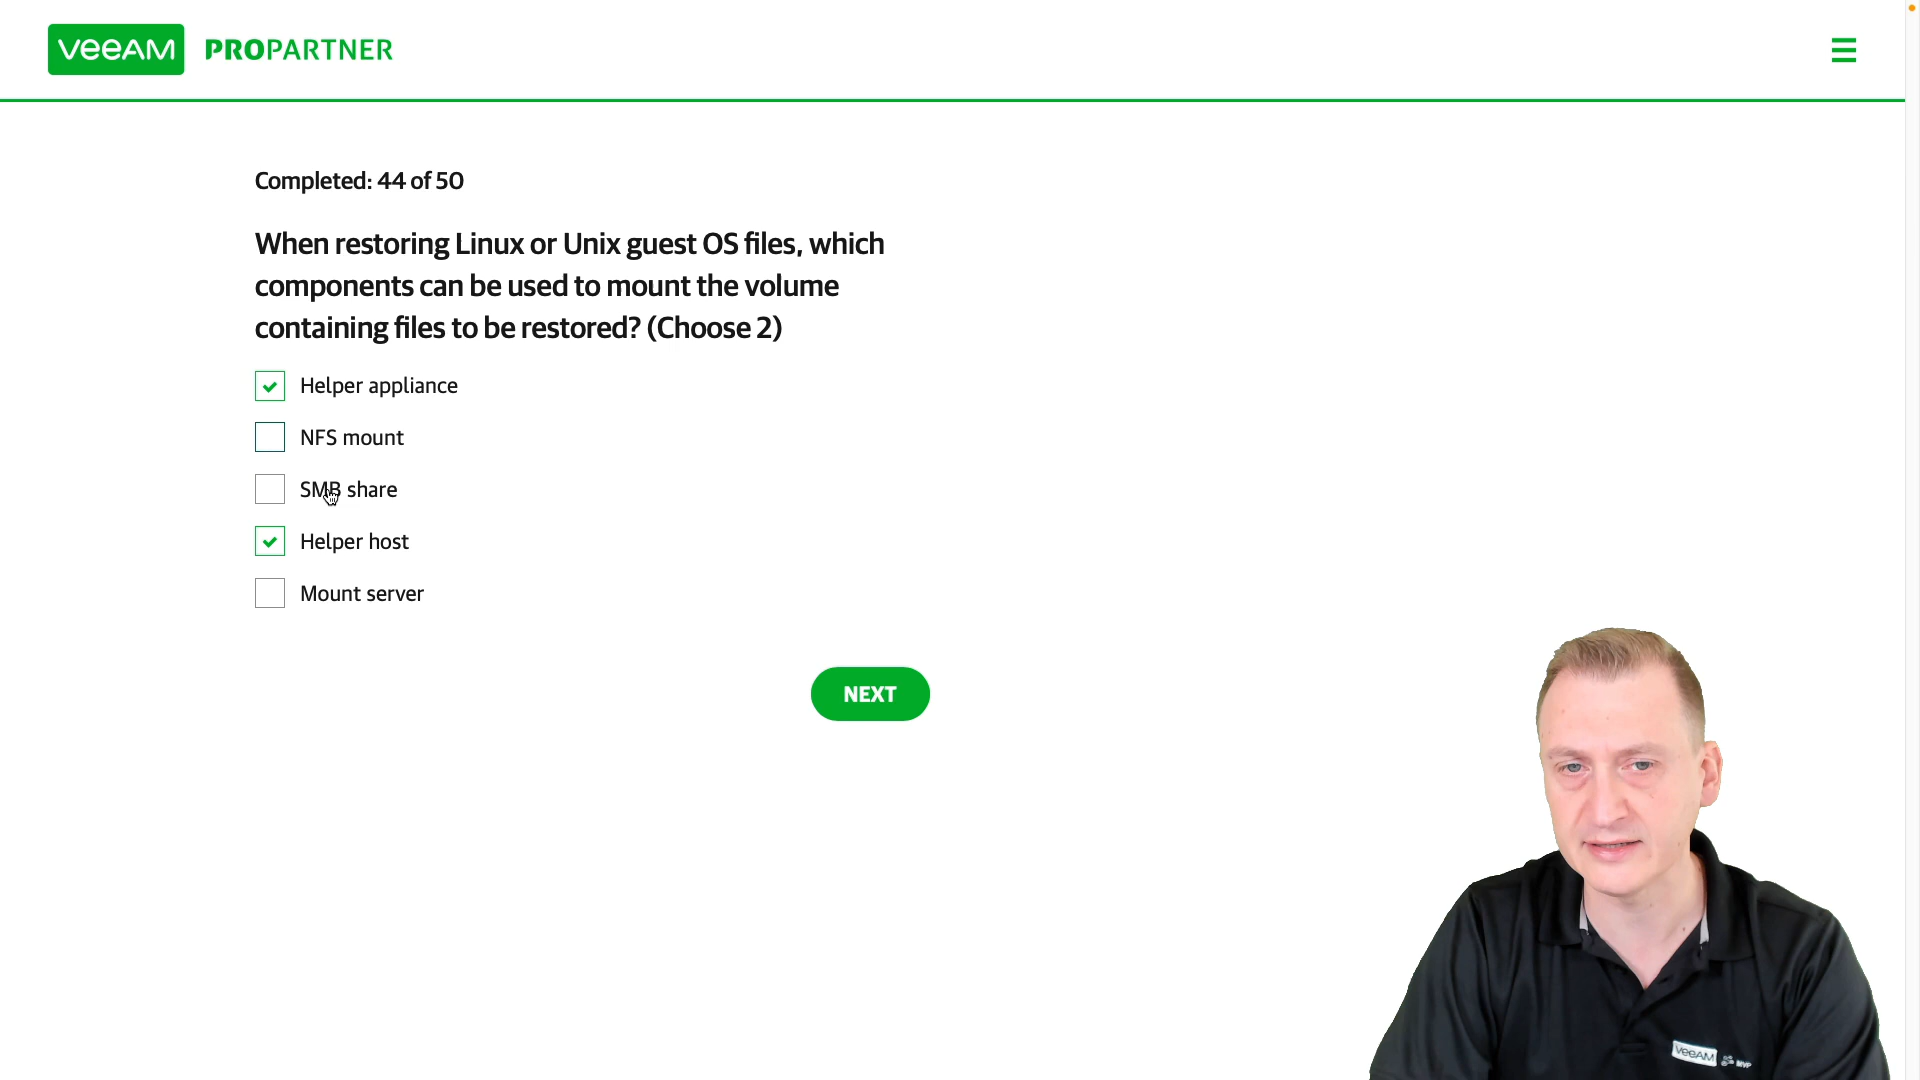 veeAM PROPARTNER
Completed: 44 of 50
When restoring Linux or Unix guest OS files, which
components can be used to mount the volume
containing files to be restored? (Choose 2)
Helper appliance
NFS mount
SMB share
Helper host
Mount server
NEXT
veeAM MVP